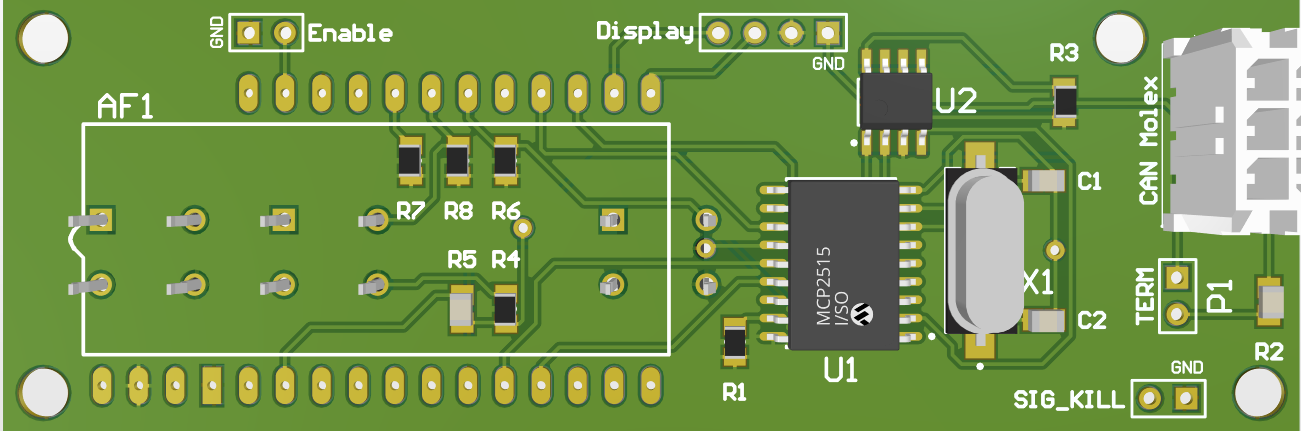 GND
Enable
Display
GND
AF1
R3
U2
CAN Molex
C1
R7
R8
R6
R5
R4
MCP2515
I/SO
X1
TERM
P1
C2
U1
R1
R2
GND
SIG_KILL